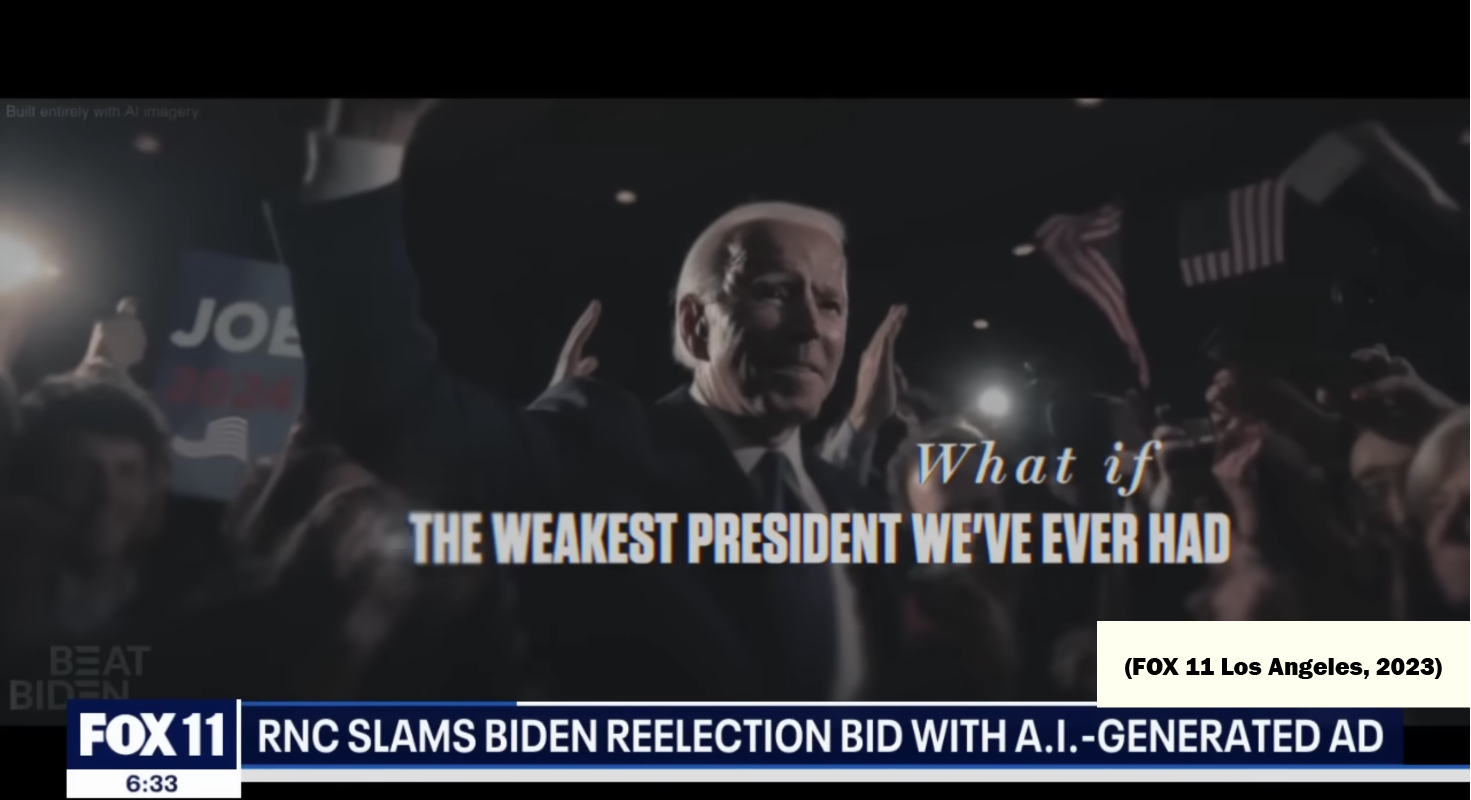 Built entirely with AI imagery
JOE
2024
What if
THE WEAKEST PRESIDENT WE'VE EVER HAD
(FOX 11 Los Angeles, 2023)
BEAT
BIDEN
FOX 11
RNC SLAMS BIDEN REELECTION BID WITH A.I.-GENERATED AD
6:33